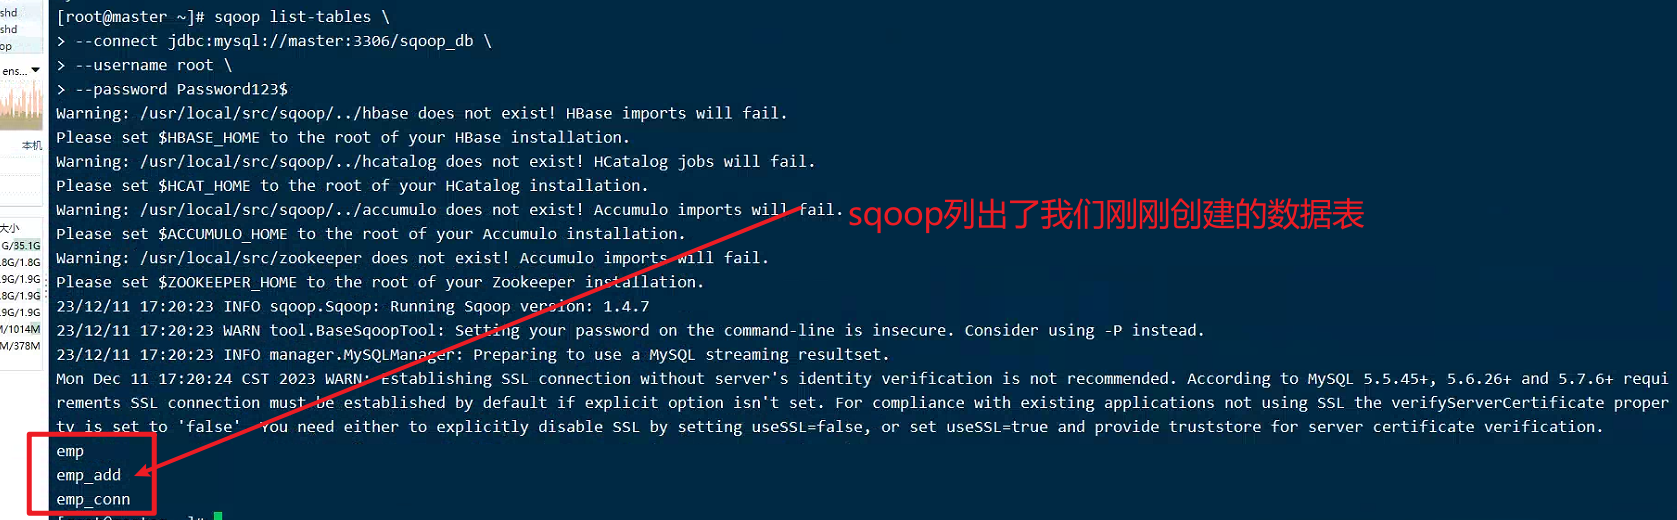 shd
shd
op
ens...
本机
大小
G/35.1G
.8G/1.8G
.9G/1.9G
.8G/1.9G
.9G/1.9G
M/1014M
M/378M
[root@master ~]# sqoop list-tables \
> --connect jdbc:mysql://master:3306/sqoop_db \
> --username root \
> --password Password123$
Warning: /usr/local/src/sqoop/../hbase does not exist! HBase imports will fail.
Please set $HBASE_HOME to the root of your HBase installation.
Warning: /usr/local/src/sqoop/../hcatalog does not exist! HCatalog jobs will fail.
Please set $HCAT_HOME to the root of your HCatalog installation.
Warning: /usr/local/src/sqoop/../accumulo does not exist! Accumulo imports will fail.
sqoop列出了我们刚刚创建的数据表
Please set $ACCUMULO_HOME to the root of your Accumulo installation.
Warning: /usr/local/src/zookeeper does not exist! Accumulo imports will fail.
Please set $ZOOKEEPER_HOME to the root of your Zookeeper installation.
23/12/11 17:20:23 INFO sqoop.Sqoop: Running Sqoop version: 1.4.7
23/12/11 17:20:23 WARN tool.BaseSqoopTool: Setting your password on the command-line is insecure. Consider using -P instead.
23/12/11 17:20:23 INFO manager.MySQLManager: Preparing to use a MySQL streaming resultset.
Mon Dec 11 17:20:24 CST 2023 WARN: Establishing SSL connection without server's identity verification is not recommended. According to MySQL 5.5.45+, 5.6.26+ and 5.7.6+ requi
rements SSL connection must be established by default if explicit option isn't set. For compliance with existing applications not using SSL the verifyServerCertificate proper
ty is set to 'false'. You need either to explicitly disable SSL by setting useSSL=false, or set useSSL=true and provide truststore for server certificate verification.
emp
emp_add
emp_conn